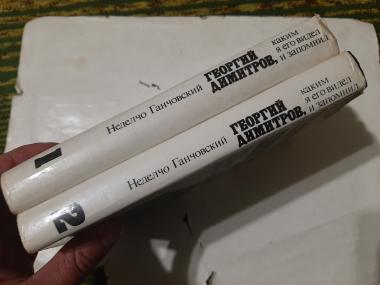 1
Неделчо Ганчовский
ГЕОРГИЙ
ДИМИТРОВ,
каким
я его видел
и запомнил
2
Неделчо Ганчовский
ГЕОРГИЙ
ДИМИТРОВ,
каким
я его видел
и запомнил